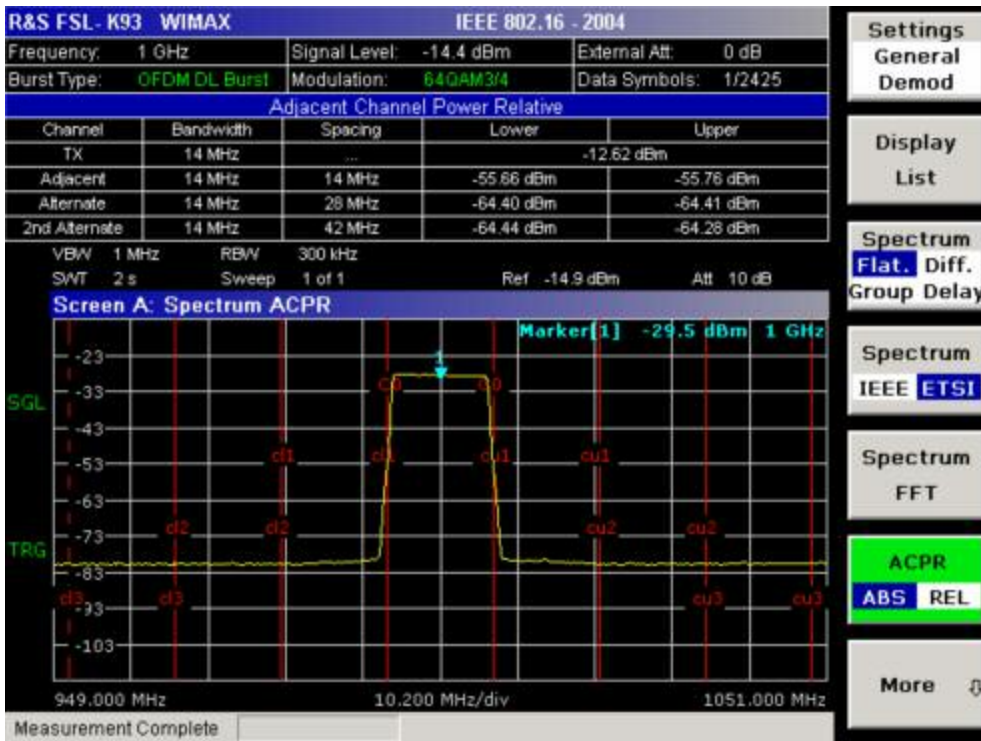 R&S FSL-K93 WIMAX IEEE 802.16 - 2004
Frequency: 1 GHz Signal Level: -14.4 dBm External Att: 0 dB
Burst Type: OFDM DL Burst Modulation: 64QAM3/4 Data Symbols: 1/2425
Adjacent Channel Power Relative
Channel Bandwidth Spacing Lower Upper
TX 14 MHz ... -12.62 dBm
Adjacent 14 MHz 14 MHz -55.66 dBm -55.76 dBm
Alternate 14 MHz 28 MHz -64.40 dBm -64.41 dBm
2nd Alternate 14 MHz 42 MHz -64.44 dBm -64.28 dBm
VBW 1 MHz RBW 300 kHz
SWT 2 s Sweep 1 of 1 Ref -14.9 dBm Att 10 dB
Screen A: Spectrum ACPR
Marker[1] -29.5 dBm 1 GHz
1
-23
C0 C0
-33
SGL
-43
cl1 cl1 cu1 cu1
-53
-63
cl2 cl2 cu2 cu2
-73
TRG
-83
cl3 cl3 cu3 cu3
-93
-103
949.000 MHz 10.200 MHz/div 1051.000 MHz
Measurement Complete
Settings
General
Demod
Display
List
Spectrum
Flat. Diff.
Group Delay
Spectrum
IEEE ETSI
Spectrum
FFT
ACPR
ABS REL
More